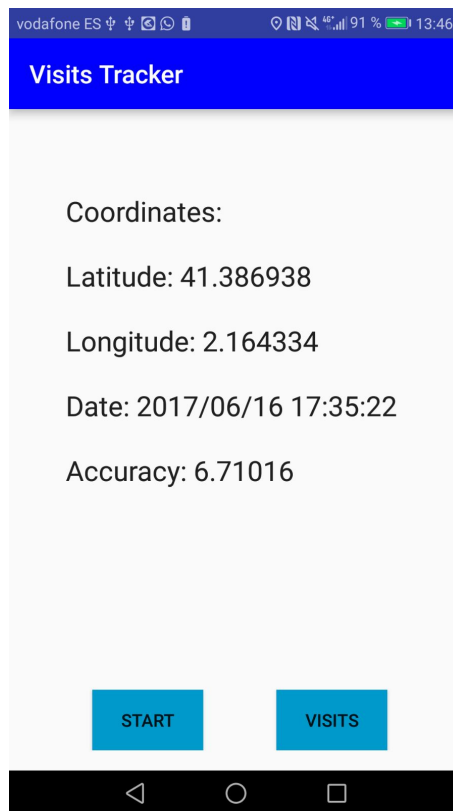 vodafone ES 4G+ 91 % 13:46
Visits Tracker
Coordinates:
Latitude: 41.386938
Longitude: 2.164334
Date: 2017/06/16 17:35:22
Accuracy: 6.71016
START VISITS